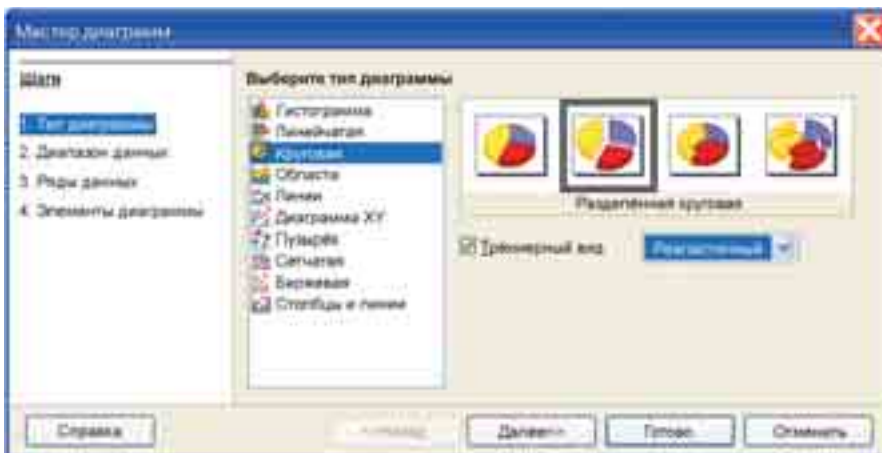 Мастер диаграмм
Шаги
1. Тип диаграммы
2. Диапазон данных
3. Ряды данных
4. Элементы диаграммы
Выберите тип диаграммы
Гистограмма
Линейчатая
Круговая
Области
Линии
Диаграмма XY
Пузырёк
Сетчатая
Биржевая
Столбцы и линии
Разделённая круговая
Трёхмерный вид
Реалистичный
Справка
<<Назад
Далее>>
Готово
Отменить